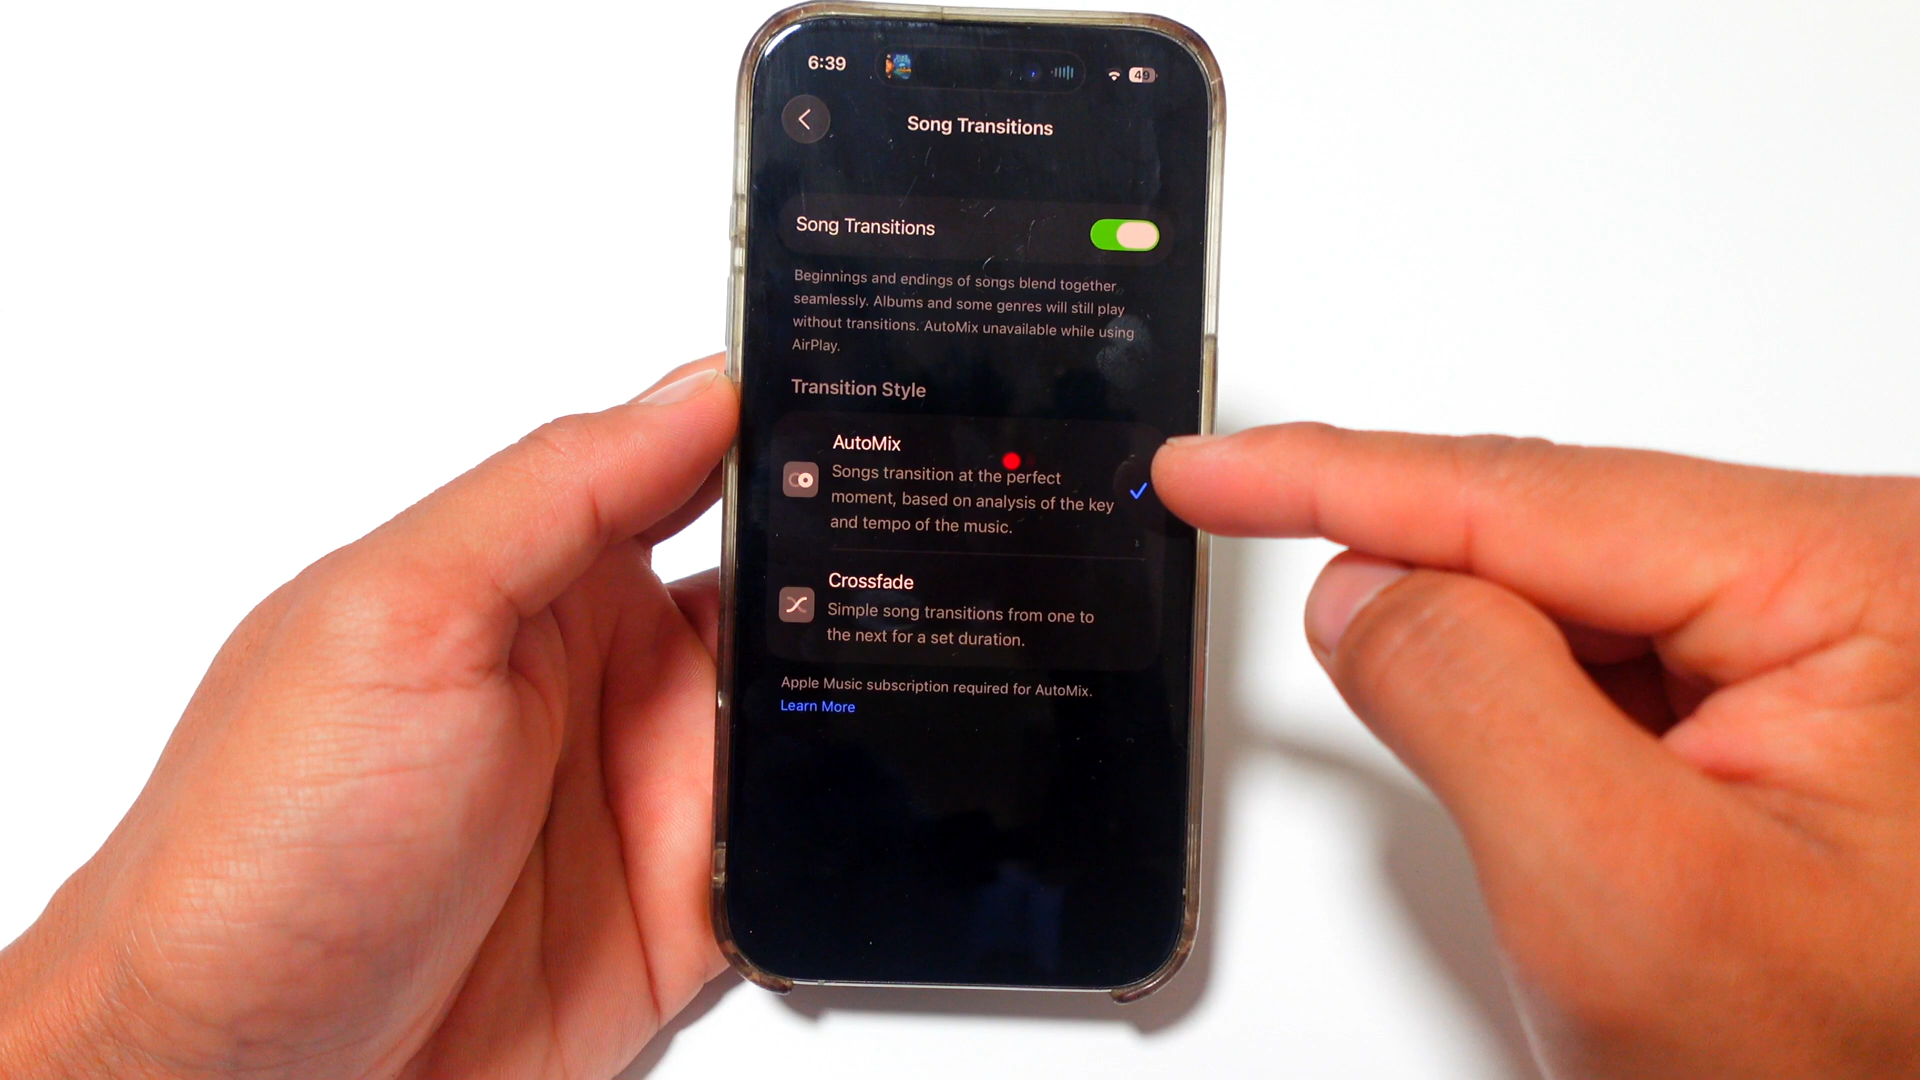 6:39
49
Song Transitions
Song Transitions
Beginnings and endings of songs blend together
seamlessly. Albums and some genres will still play
without transitions. AutoMix unavailable while using
AirPlay.
Transition Style
AutoMix
Songs transition at the perfect
moment, based on analysis of the key
and tempo of the music.
Crossfade
Simple song transitions from one to
the next for a set duration.
Apple Music subscription required for AutoMix.
Learn More